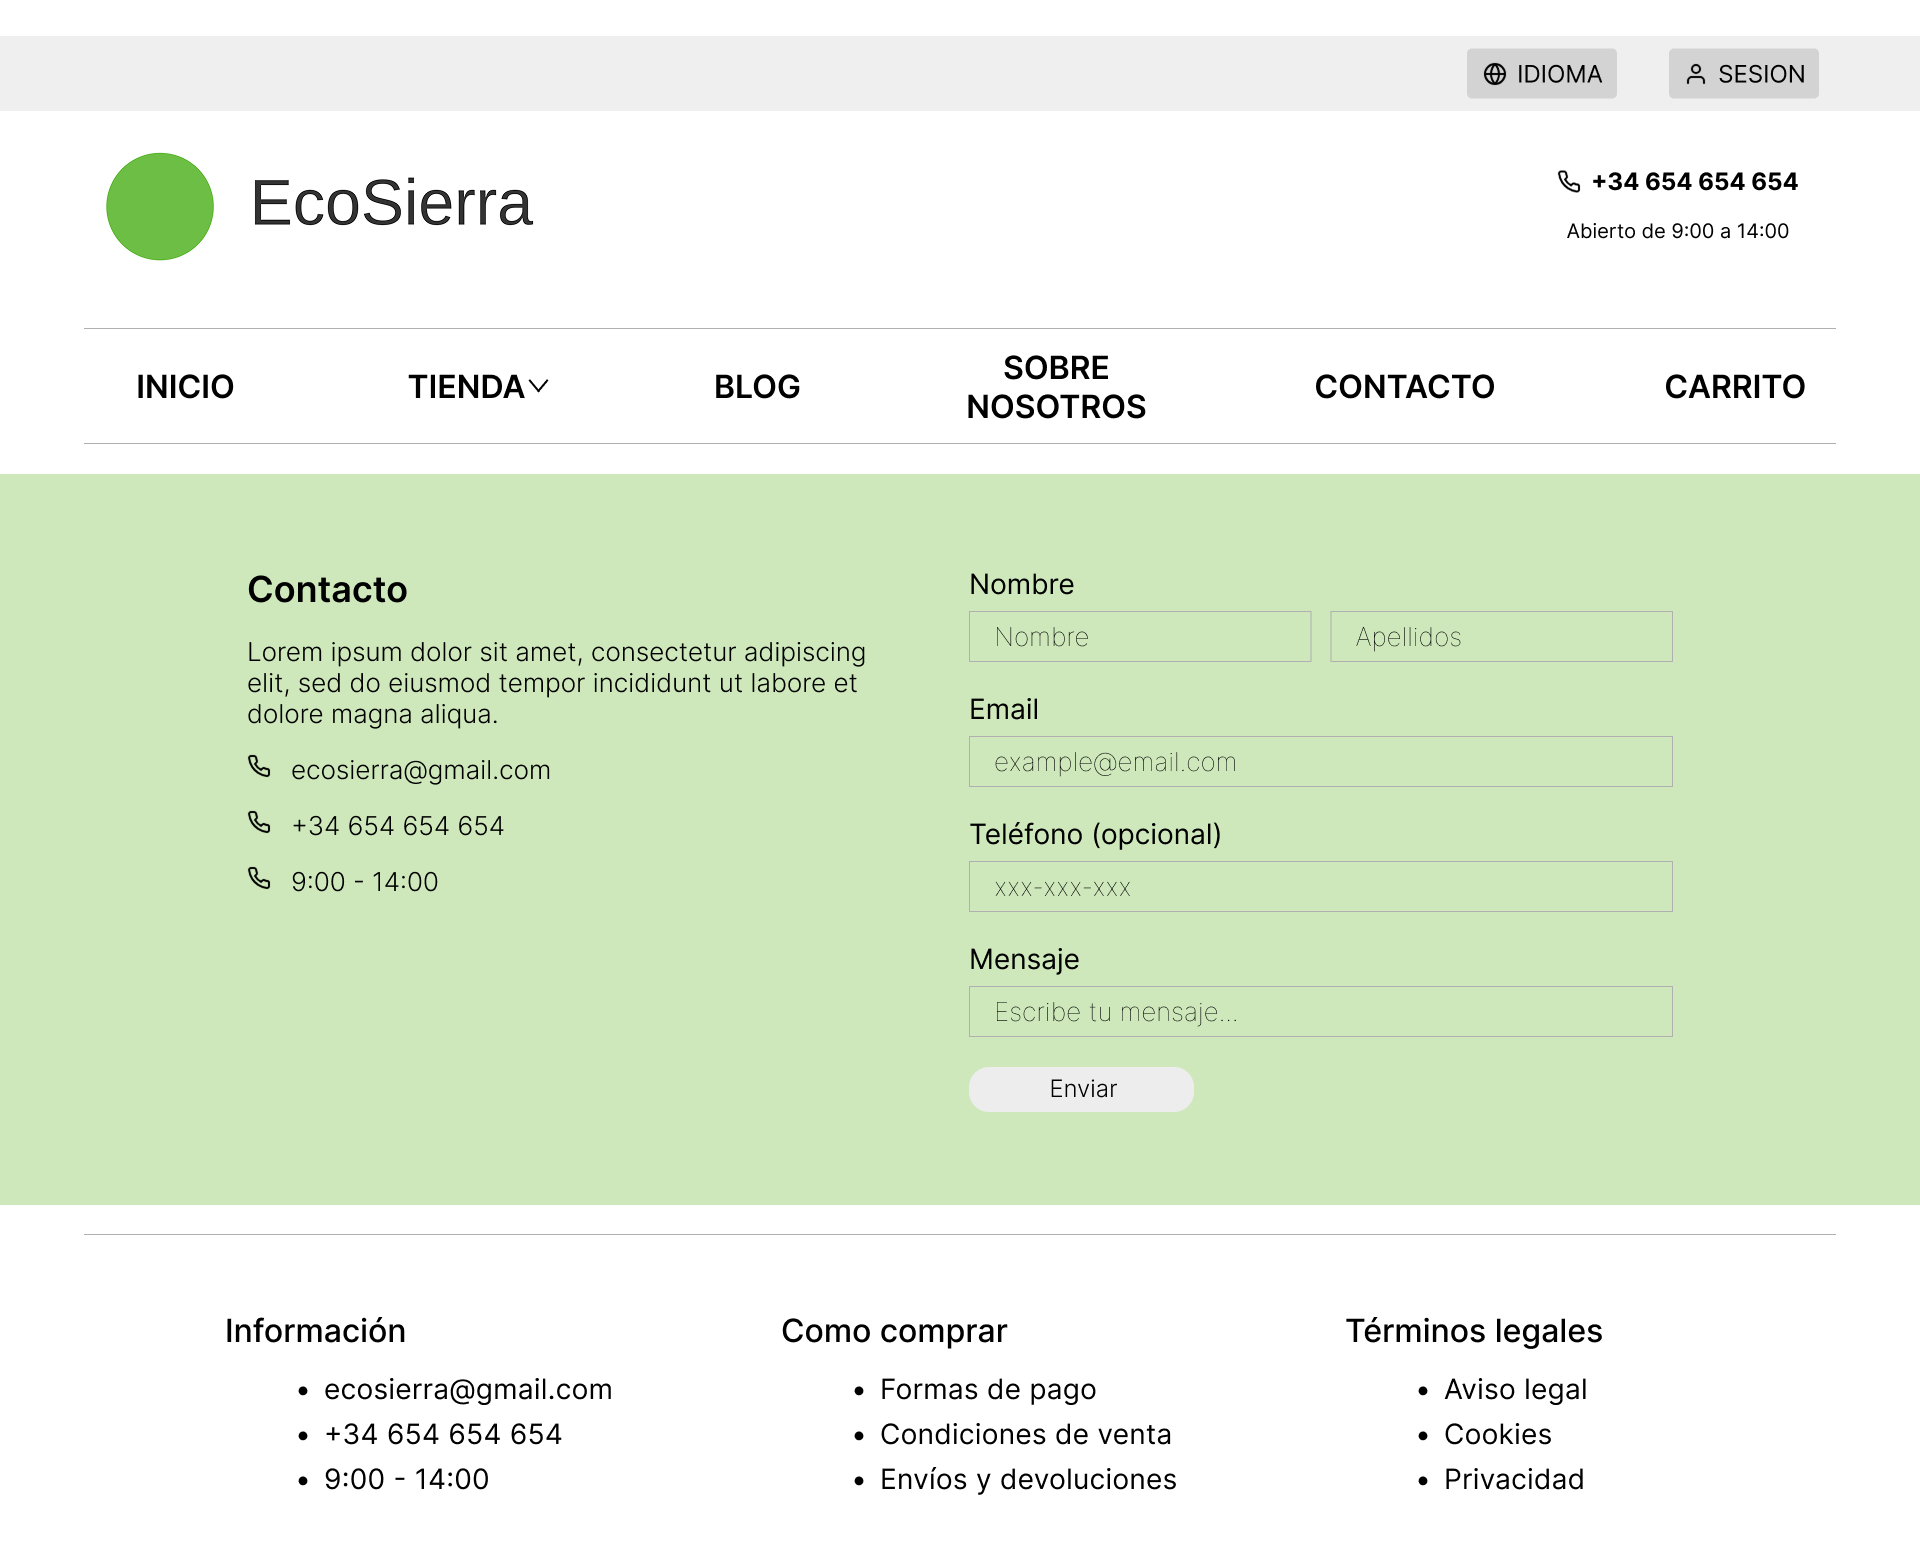 IDIOMA
SESION
EcoSierra
+34 654 654 654
Abierto de 9:00 a 14:00
INICIO
TIENDA
BLOG
SOBRE
NOSOTROS
CONTACTO
CARRITO
Contacto
Lorem ipsum dolor sit amet, consectetur adipiscing
elit, sed do eiusmod tempor incididunt ut labore et
dolore magna aliqua.
ecosierra@gmail.com
+34 654 654 654
9:00 - 14:00
Nombre
Nombre
Apellidos
Email
example@email.com
Teléfono (opcional)
xxx-xxx-xxx
Mensaje
Escribe tu mensaje...
Enviar
Información
• ecosierra@gmail.com
• +34 654 654 654
• 9:00 - 14:00
Como comprar
• Formas de pago
• Condiciones de venta
• Envíos y devoluciones
Términos legales
• Aviso legal
• Cookies
• Privacidad